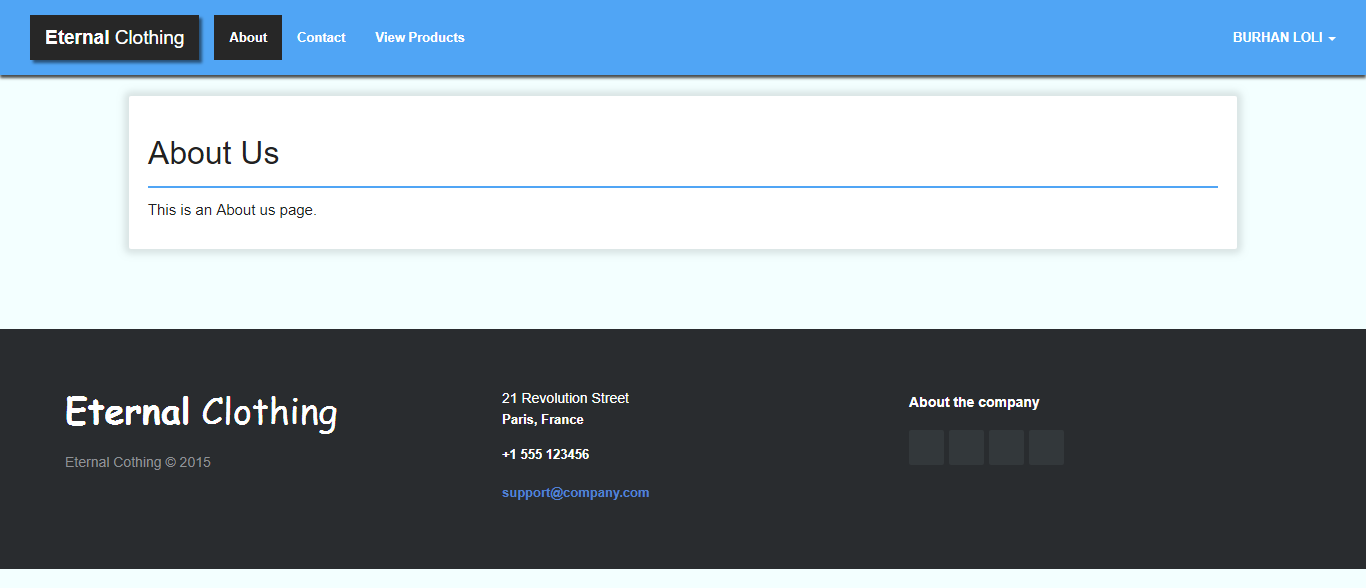 Eternal Clothing About Contact View Products BURHAN LOLI
About Us
This is an About us page.
Eternal Clothing
Eternal Cothing © 2015
21 Revolution Street
Paris, France
+1 555 123456
support@company.com
About the company